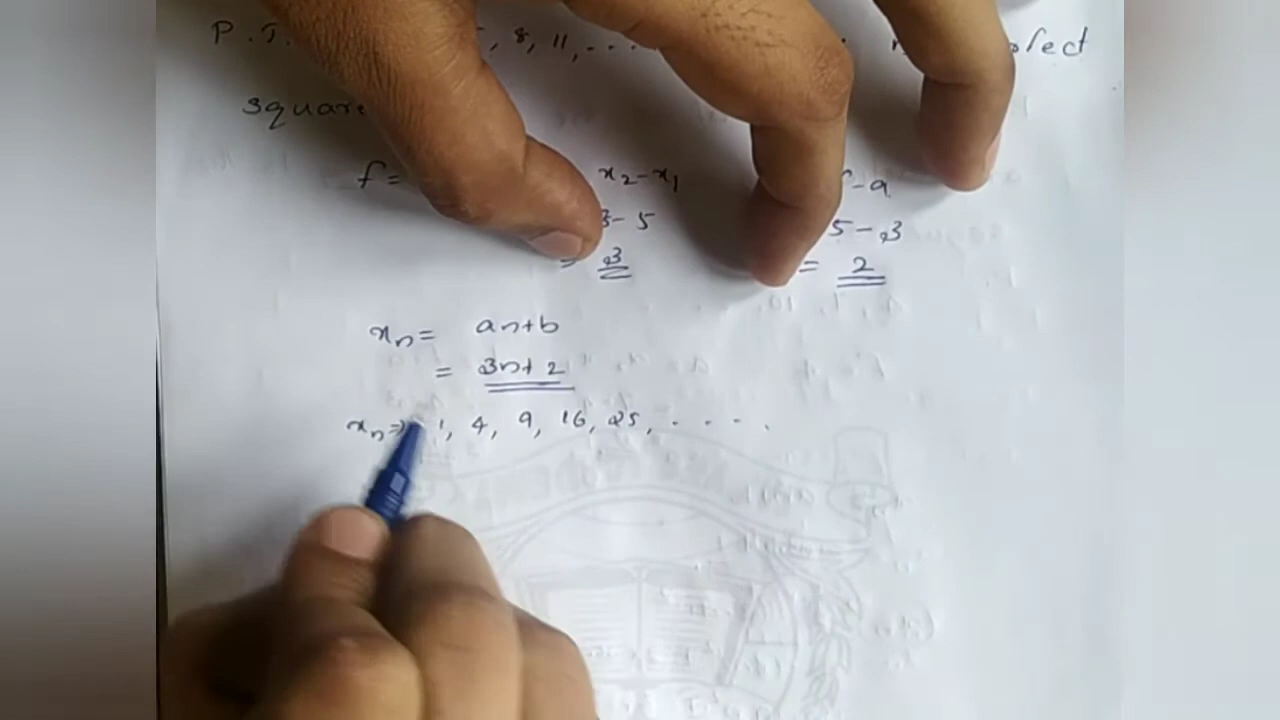 P.T. , 8, 11, ...
square
f= x₂-x₁ -a
3-5 5-3
= 3 = 2
xₙ= an+b
= 3n+2
xₙ⇒ 1, 4, 9, 16, 25, ....